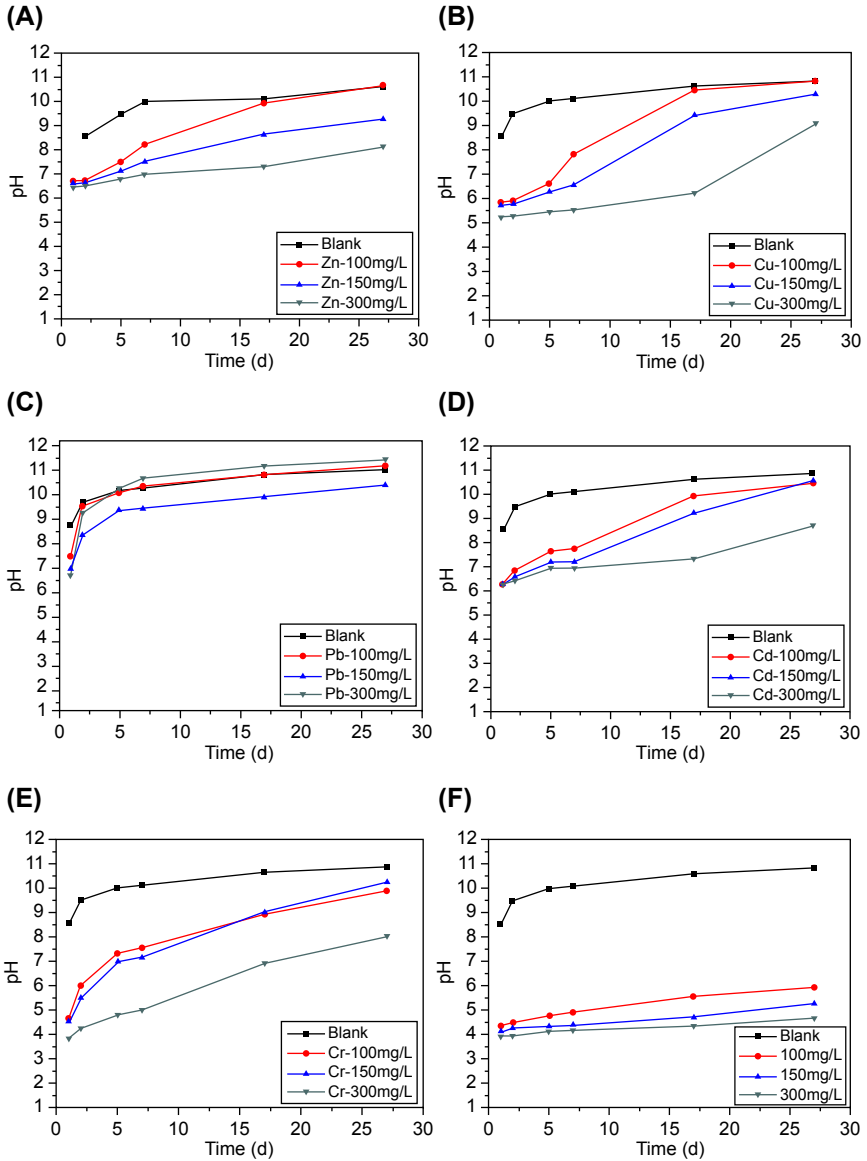 (A)
12
11
10
9
8
7
6
5
4
3
2
1
pH
0 5 10 15 20 25 30
Time (d)
Blank
Zn-100mg/L
Zn-150mg/L
Zn-300mg/L
(B)
12
11
10
9
8
7
6
5
4
3
2
1
pH
0 5 10 15 20 25 30
Time (d)
Blank
Cu-100mg/L
Cu-150mg/L
Cu-300mg/L
(C)
12
11
10
9
8
7
6
5
4
3
2
1
pH
0 5 10 15 20 25 30
Time (d)
Blank
Pb-100mg/L
Pb-150mg/L
Pb-300mg/L
(D)
12
11
10
9
8
7
6
5
4
3
2
1
pH
0 5 10 15 20 25 30
Time (d)
Blank
Cd-100mg/L
Cd-150mg/L
Cd-300mg/L
(E)
12
11
10
9
8
7
6
5
4
3
2
1
pH
0 5 10 15 20 25 30
Time (d)
Blank
Cr-100mg/L
Cr-150mg/L
Cr-300mg/L
(F)
12
11
10
9
8
7
6
5
4
3
2
1
pH
0 5 10 15 20 25 30
Time (d)
Blank
100mg/L
150mg/L
300mg/L